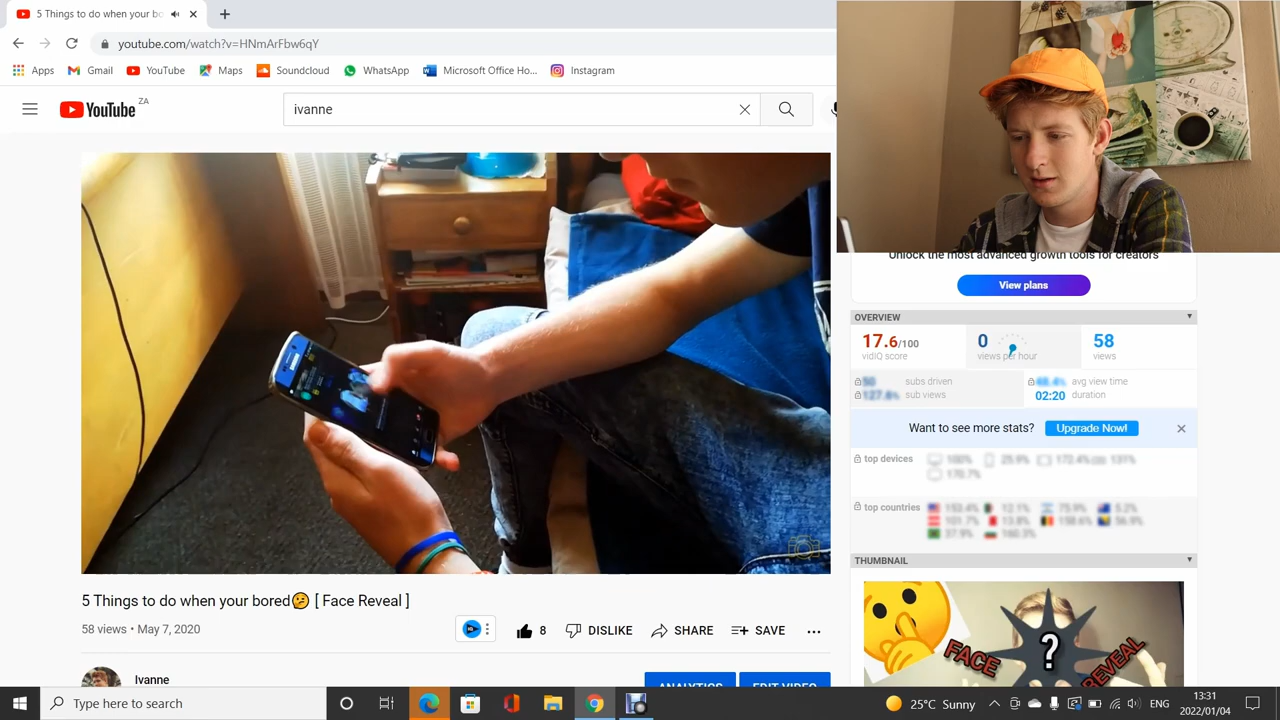 5 Things to do when your bo
youtube.com/watch?v=HNmArFbw6qY
Apps Gmail YouTube Maps Soundcloud WhatsApp Microsoft Office Ho... Instagram
YouTube ZA
ivanne
Unlock the most advanced growth tools for creators
View plans
OVERVIEW
17.6/100 0 58
vidiQ score views per hour views
subs driven avg view time
sub views 02:20 duration
Want to see more stats? Upgrade Now!
top devices
top countries
THUMBNAIL
FACE ? REVEAL
5 Things to do when your bored🤔 [ Face Reveal ]
58 views • May 7, 2020
8 DISLIKE SHARE SAVE ...
Ivanne
ANALYTICS EDIT VIDEO
Type here to search
25°C Sunny ENG 13:31
2022/01/04